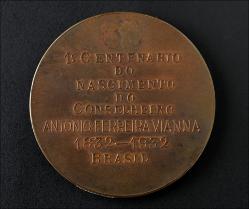 1º CENTENARIO
DO
NASCIMENTO
DO
CONSELHEIRO
ANTONIO FERREIRA VIANNA
1832-1932
BRASIL